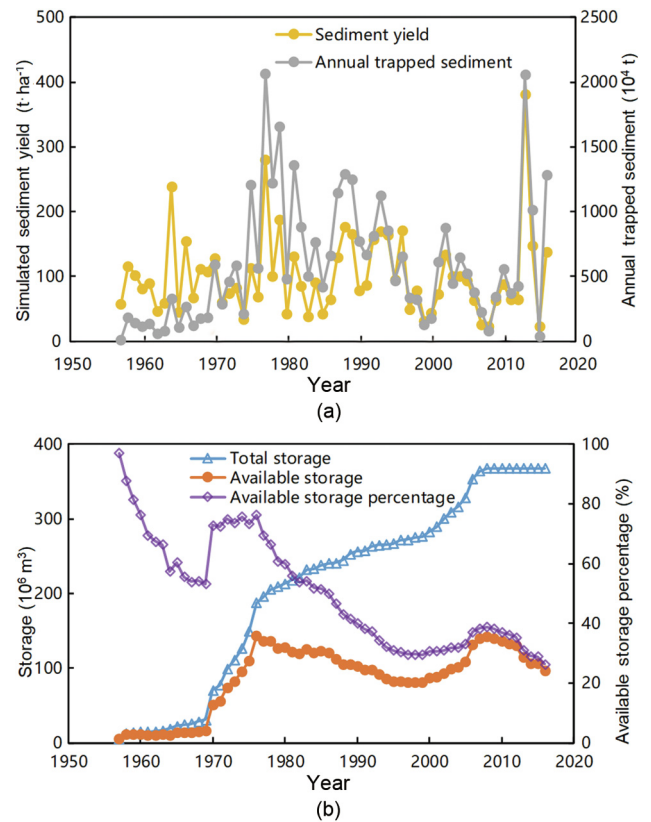 500
400
300
200
100
0
Simulated sediment yield (t· ha⁻¹)
Sediment yield
Annual trapped sediment
2500
2000
1500
1000
500
0
Annual trapped sediment (10⁴ t)
1950 1960 1970 1980 1990 2000 2010 2020
Year
(a)
400
300
200
100
0
Storage (10⁶ m³)
Total storage
Available storage
Available storage percentage
100
80
60
40
20
0
Available storage percentage (%)
1950 1960 1970 1980 1990 2000 2010 2020
Year
(b)